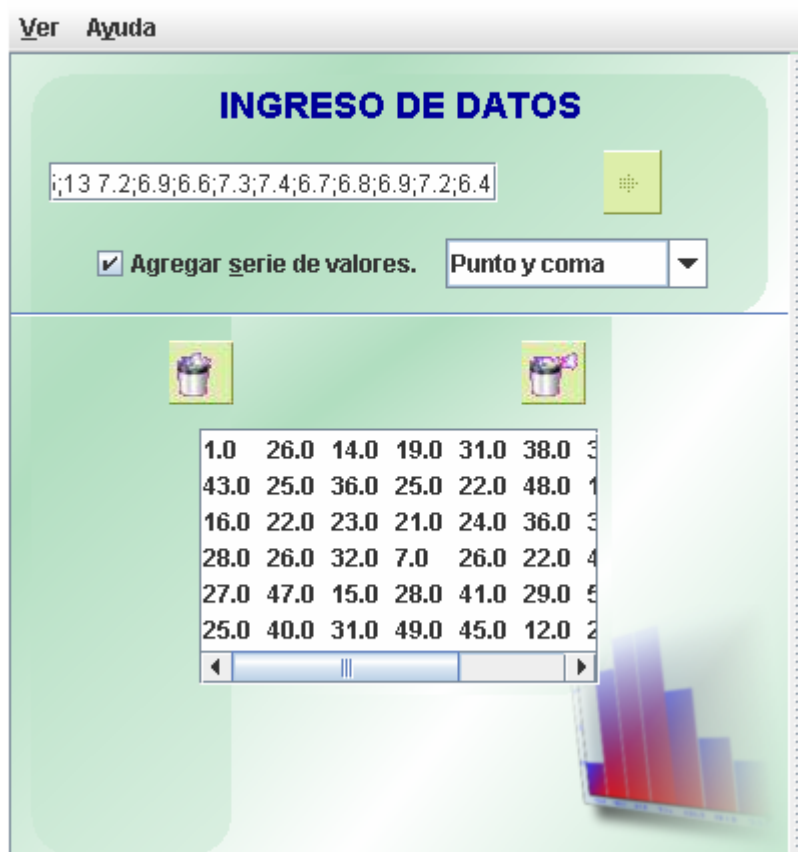 Ver Ayuda
INGRESO DE DATOS
;13 7.2;6.9;6.6;7.3;7.4;6.7;6.8;6.9;7.2;6.4
Agregar serie de valores. Punto y coma
1.0 26.0 14.0 19.0 31.0 38.0
43.0 25.0 36.0 25.0 22.0 48.0
16.0 22.0 23.0 21.0 24.0 36.0
28.0 26.0 32.0 7.0 26.0 22.0
27.0 47.0 15.0 28.0 41.0 29.0
25.0 40.0 31.0 49.0 45.0 12.0